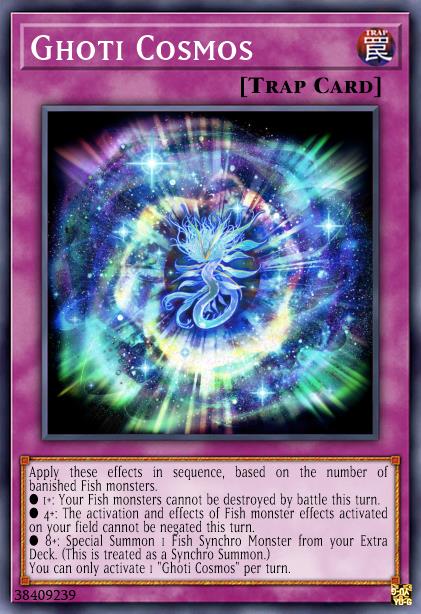 Ghoti Cosmos
TRAP
罠
[Trap Card]
Apply these effects in sequence, based on the number of
banished Fish monsters.
● 1+: Your Fish monsters cannot be destroyed by battle this turn.
● 4+: The activation and effects of Fish monster effects activated
on your field cannot be negated this turn.
● 8+: Special Summon 1 Fish Synchro Monster from your Extra
Deck. (This is treated as a Synchro Summon.)
You can only activate 1 "Ghoti Cosmos" per turn.
38409239